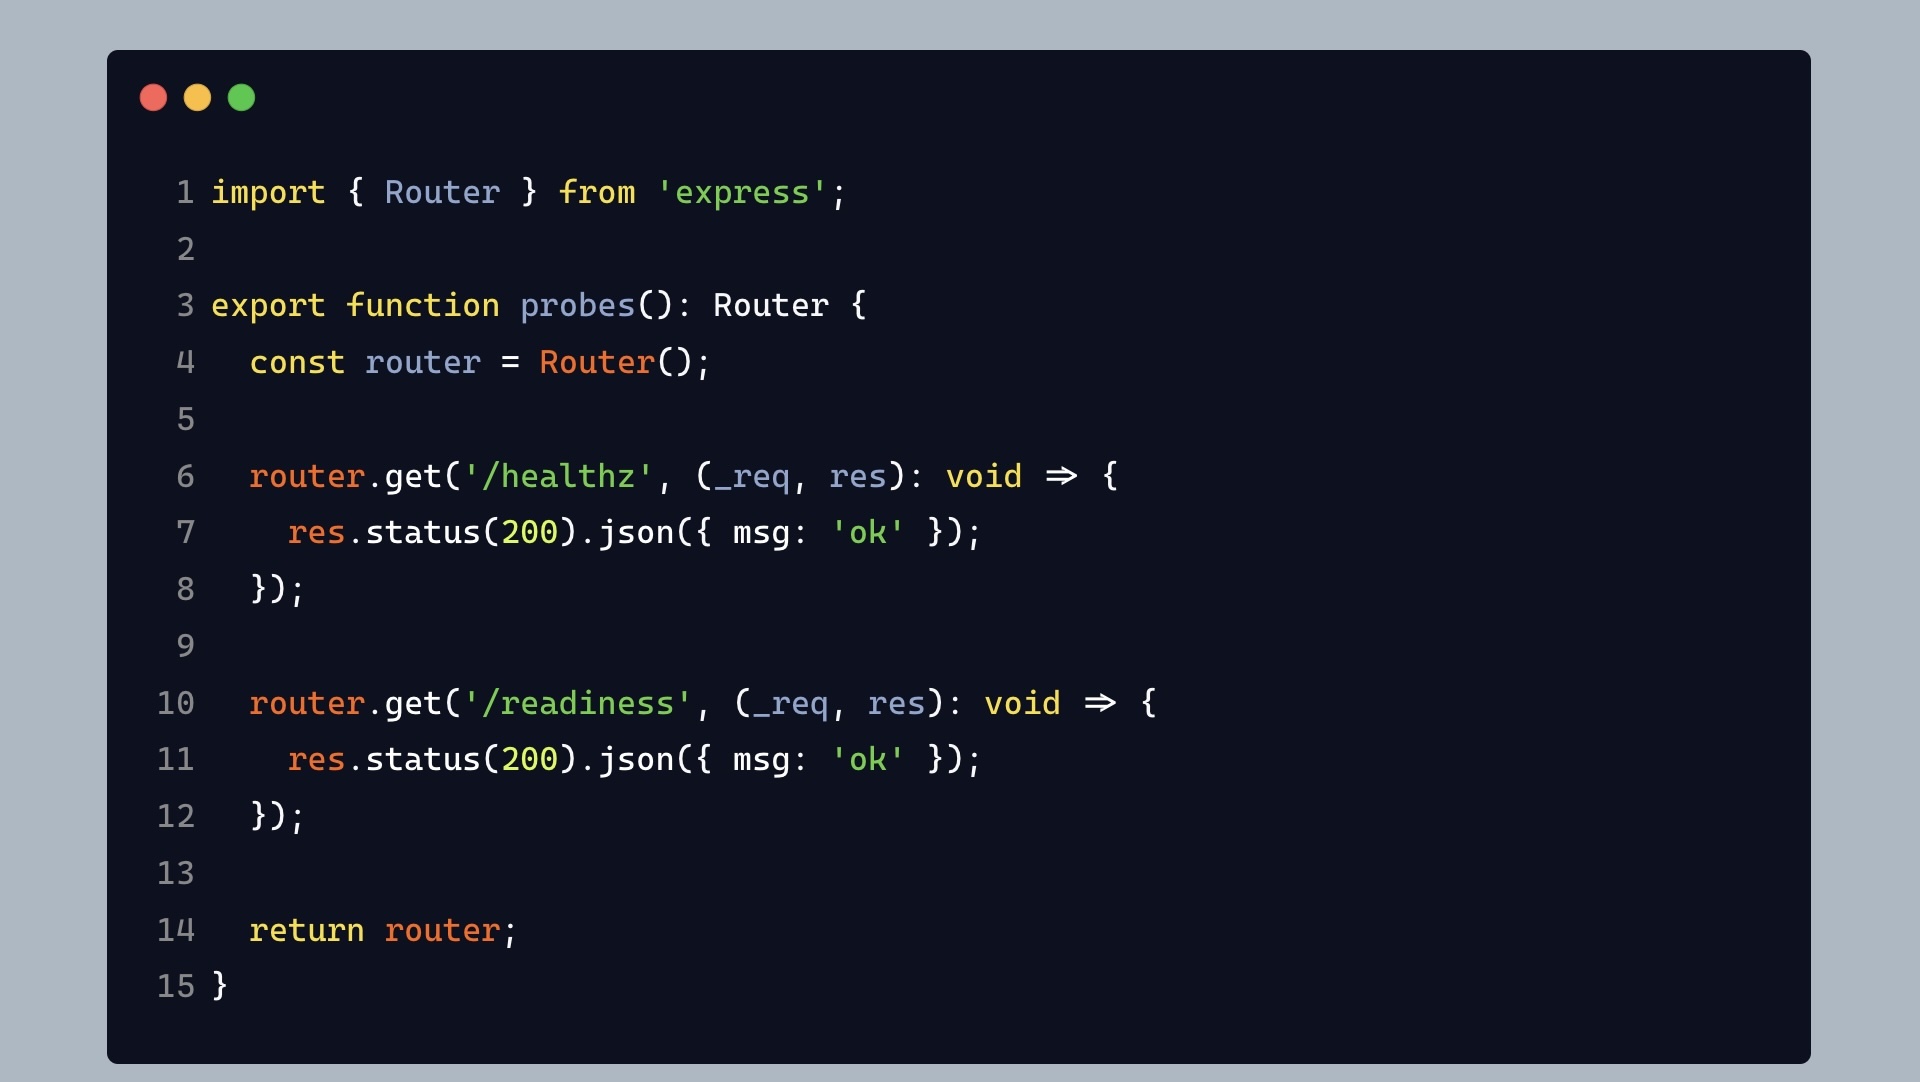 1 import { Router } from 'express';
2
3 export function probes(): Router {
4   const router = Router();
5
6   router.get('/healthz', (_req, res): void => {
7     res.status(200).json({ msg: 'ok' });
8   });
9
10   router.get('/readiness', (_req, res): void => {
11     res.status(200).json({ msg: 'ok' });
12   });
13
14   return router;
15 }